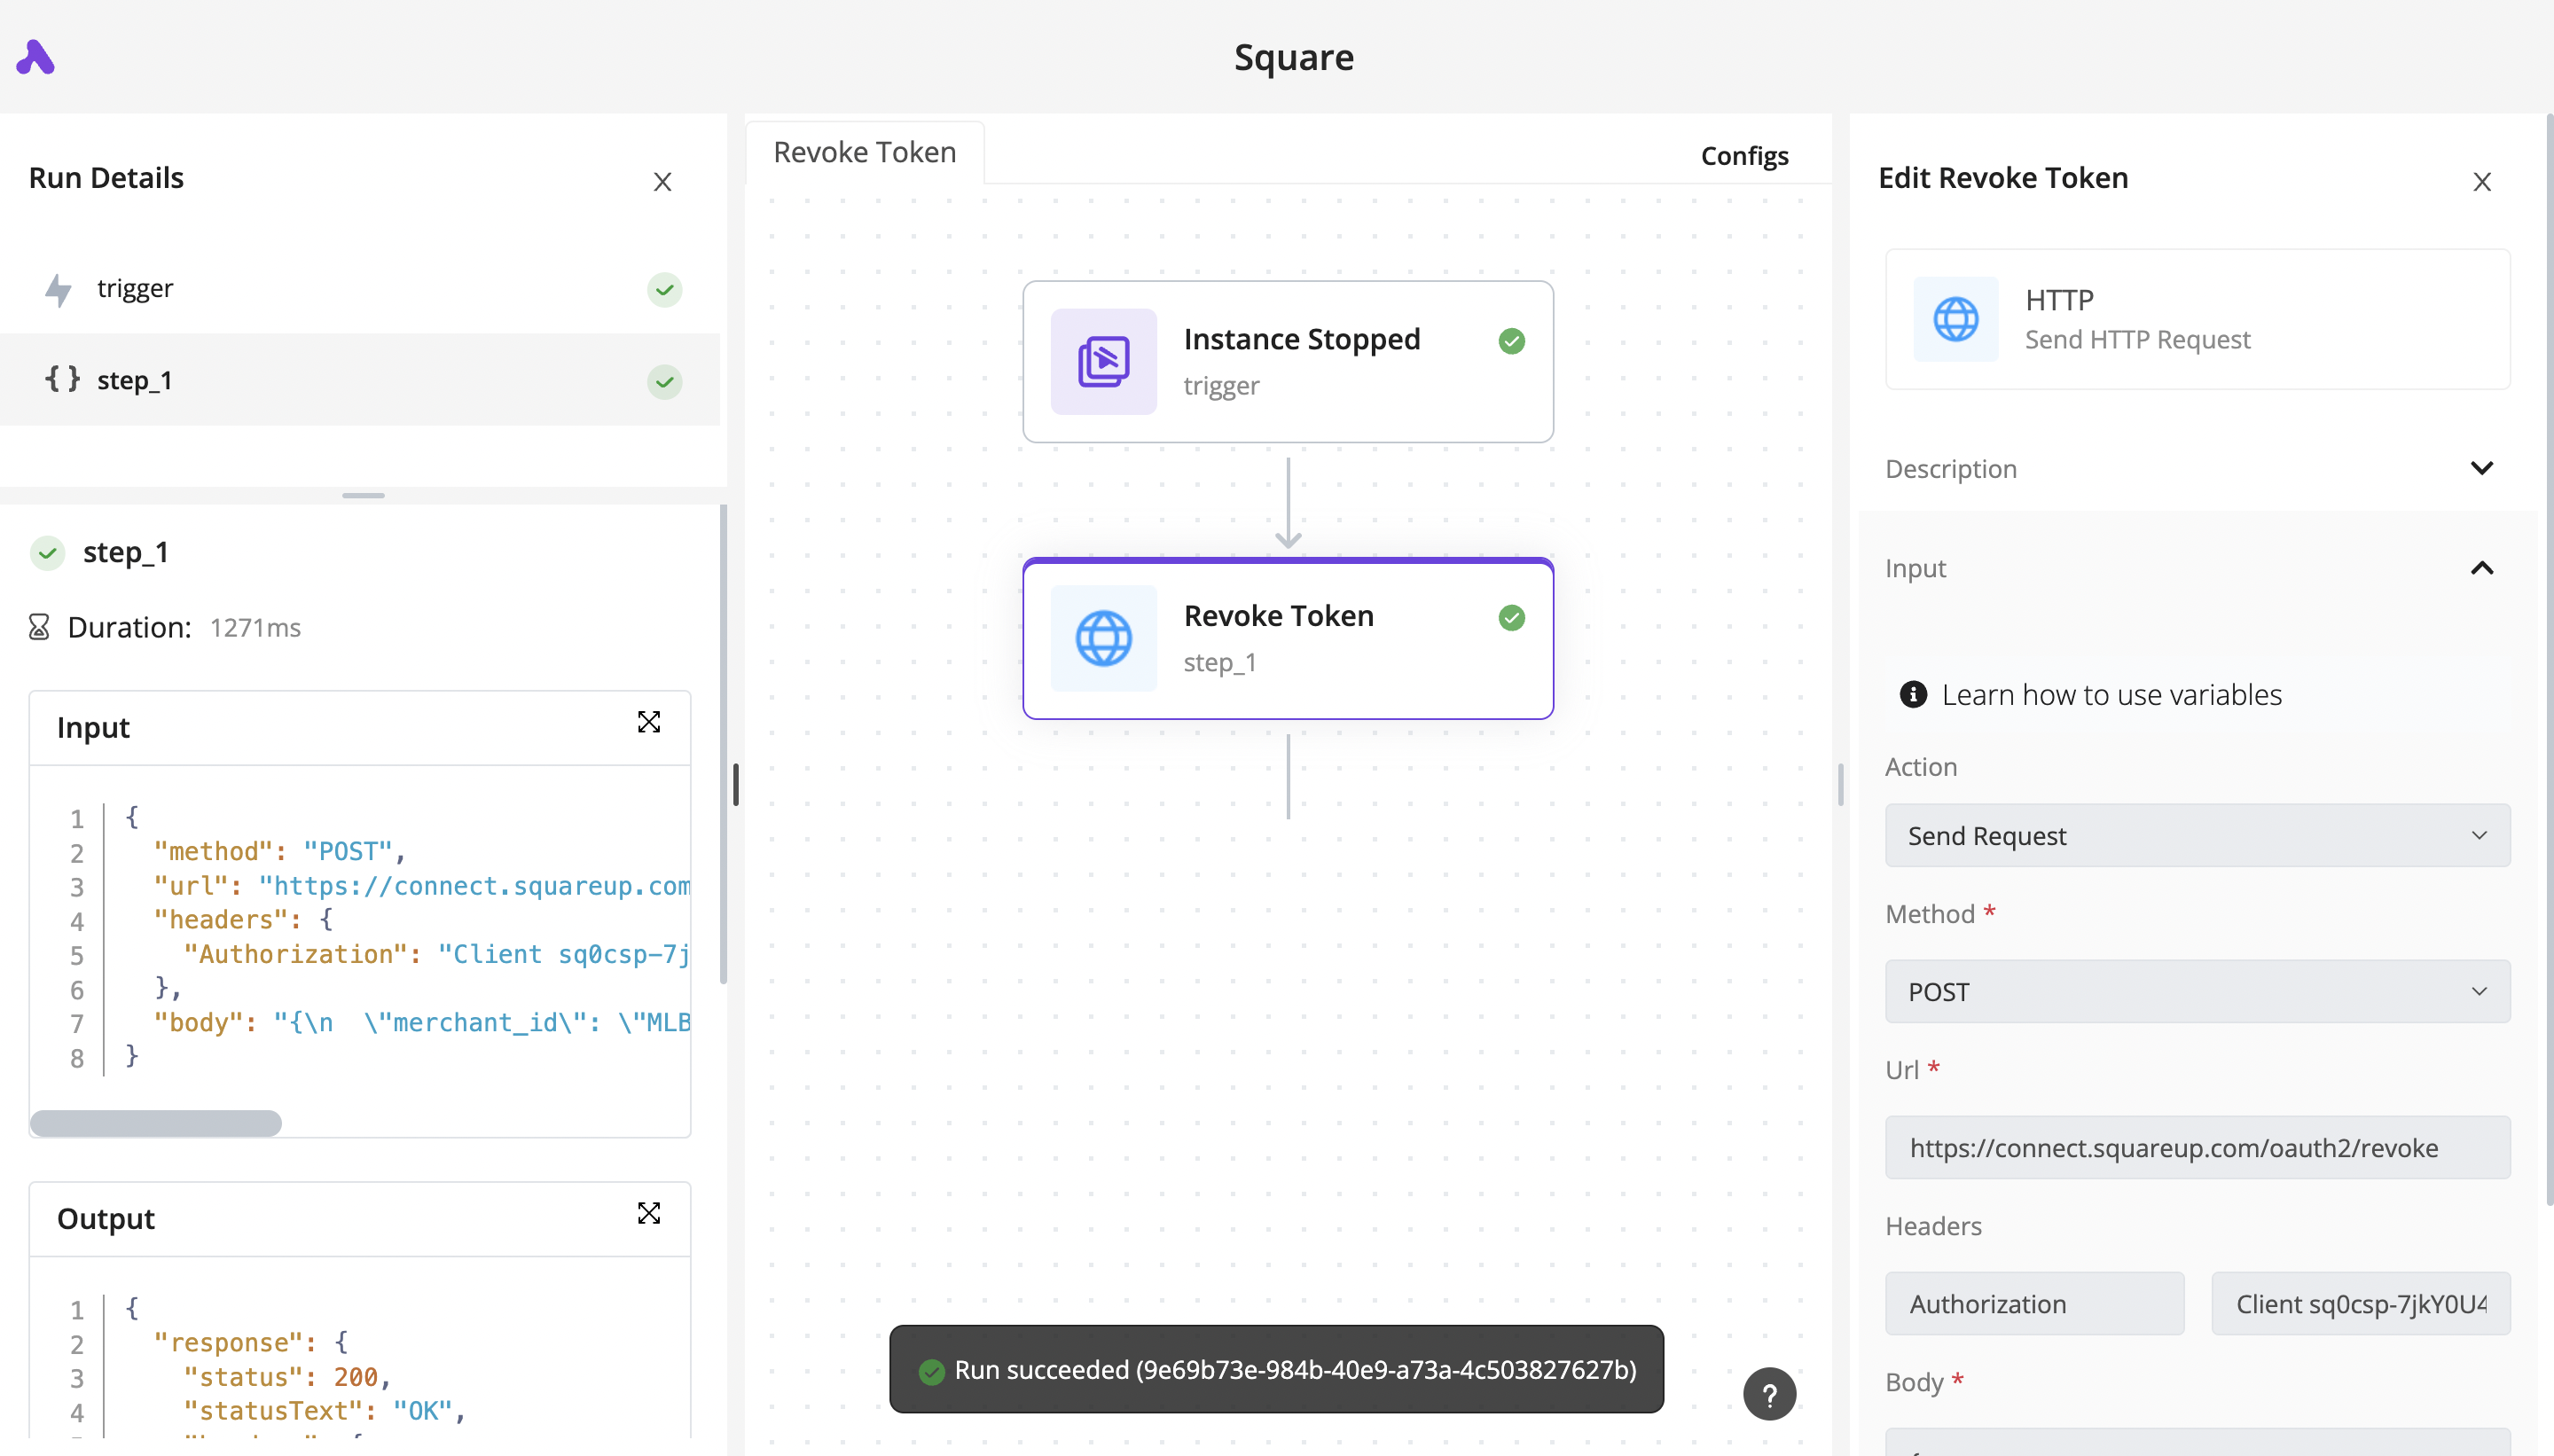 Square
Run Details
trigger
step_1
step_1
Duration: 1271ms
Input
1 {
2 "method": "POST",
3 "url": "https://connect.squareup.com
4 "headers": {
5 "Authorization": "Client sq0csp-7j
6 },
7 "body": "{\n  \"merchant_id\": \"MLB
8 }
Output
1 {
2 "response": {
3 "status": 200,
4 "statusText": "OK",
Revoke Token
Configs
Instance Stopped
trigger
Revoke Token
step_1
Run succeeded (9e69b73e-984b-40e9-a73a-4c503827627b)
?
Edit Revoke Token
HTTP
Send HTTP Request
Description
Input
Learn how to use variables
Action
Send Request
Method *
POST
Url *
https://connect.squareup.com/oauth2/revoke
Headers
Authorization
Client sq0csp-7jkY0U4
Body *